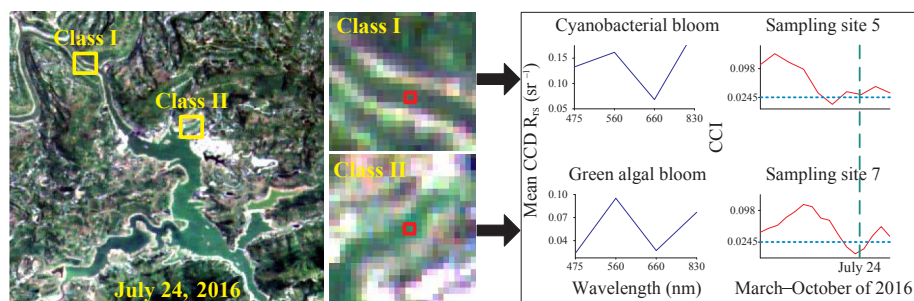 Class I
Class II
July 24, 2016
Class I
Class II
Mean CCD Rrs (sr⁻¹)
Cyanobacterial bloom
0.15
0.10
0.05
475 560 660 830
Green algal bloom
0.10
0.07
0.04
475 560 660 830
Wavelength (nm)
CCI
Sampling site 5
0.098
0.0245
Sampling site 7
0.098
0.0245
July 24
March–October of 2016